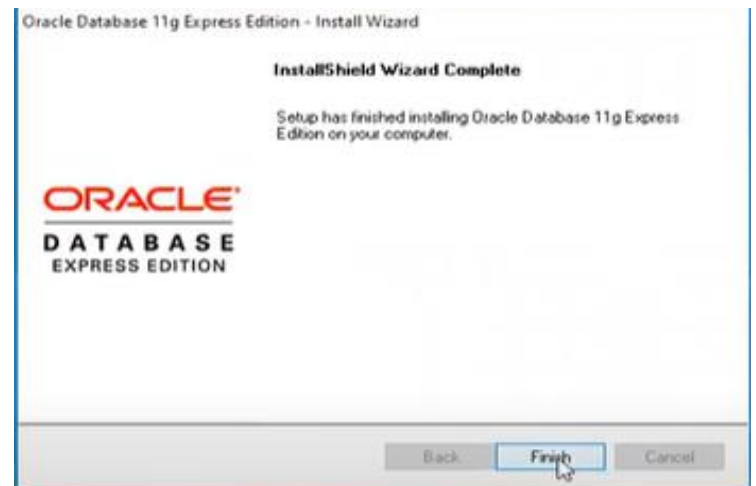 Oracle Database 11g Express Edition - Install Wizard
InstallShield Wizard Complete
Setup has finished installing Oracle Database 11g Express
Edition on your computer.
ORACLE
DATABASE
EXPRESS EDITION
Back
Finish
Cancel